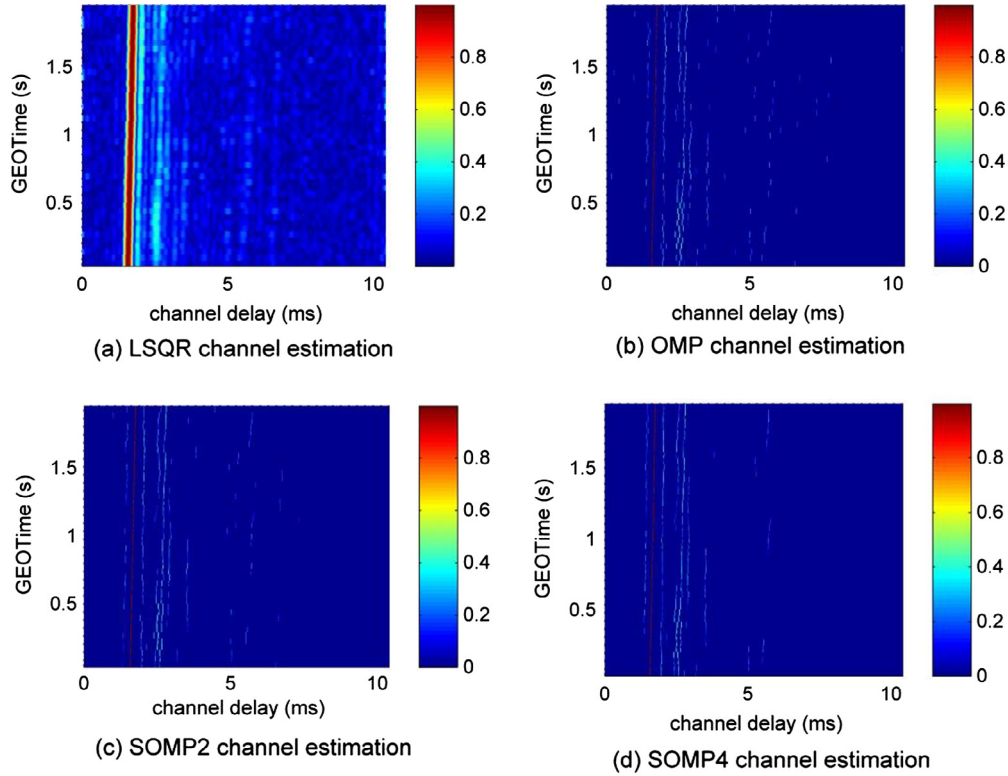 0.8
0.6
0.4
0.2
1.5
1
0.5
GEOTime (s)
0 5 10
channel delay (ms)
(a) LSQR channel estimation
0.8
0.6
0.4
0.2
0
1.5
1
0.5
GEOTime (s)
0 5 10
channel delay (ms)
(b) OMP channel estimation
0.8
0.6
0.4
0.2
0
1.5
1
0.5
GEOTime (s)
0 5 10
channel delay (ms)
(c) SOMP2 channel estimation
0.8
0.6
0.4
0.2
0
1.5
1
0.5
GEOTime (s)
0 5 10
channel delay (ms)
(d) SOMP4 channel estimation